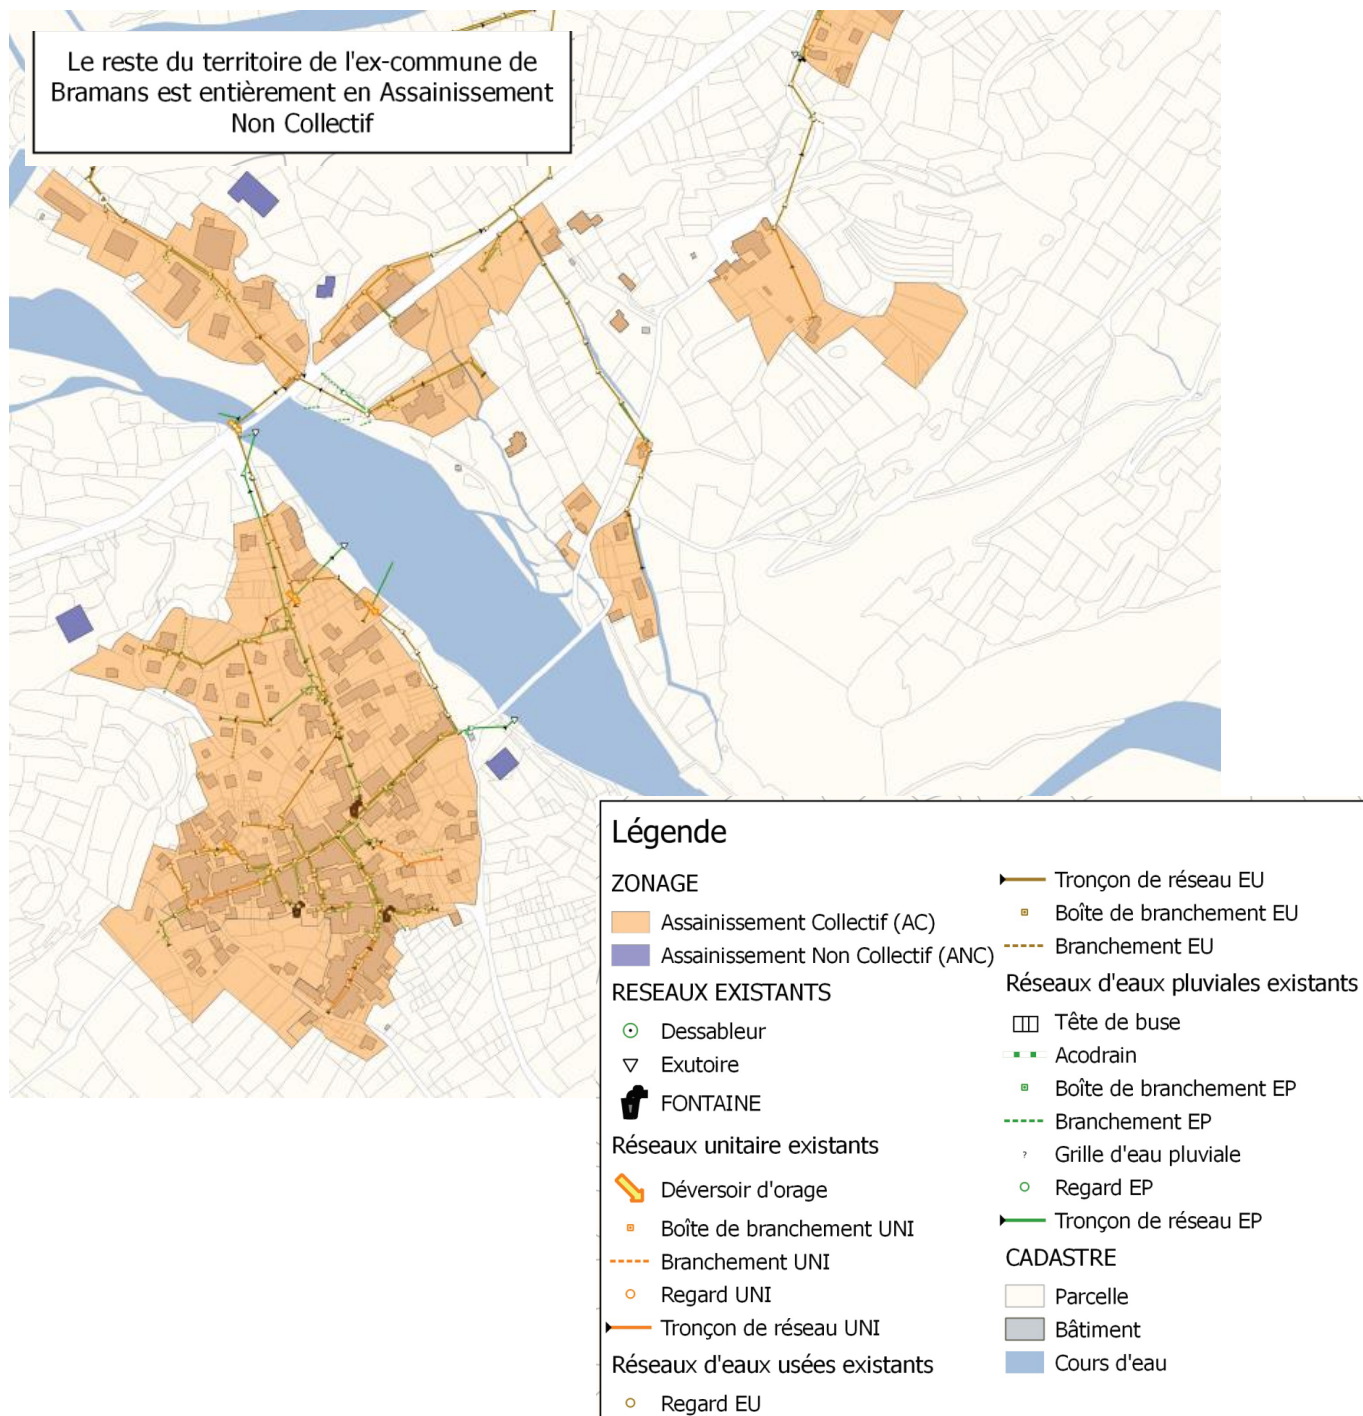 Le reste du territoire de l'ex-commune de
Bramans est entièrement en Assainissement
Non Collectif
Légende
ZONAGE
Assainissement Collectif (AC)
Assainissement Non Collectif (ANC)
RESEAUX EXISTANTS
Dessableur
Exutoire
FONTAINE
Réseaux unitaire existants
Déversoir d'orage
Boîte de branchement UNI
Branchement UNI
Regard UNI
Tronçon de réseau UNI
Réseaux d'eaux usées existants
Regard EU
Tronçon de réseau EU
Boîte de branchement EU
Branchement EU
Réseaux d'eaux pluviales existants
Tête de buse
Acodrain
Boîte de branchement EP
Branchement EP
? Grille d'eau pluviale
Regard EP
Tronçon de réseau EP
CADASTRE
Parcelle
Bâtiment
Cours d'eau